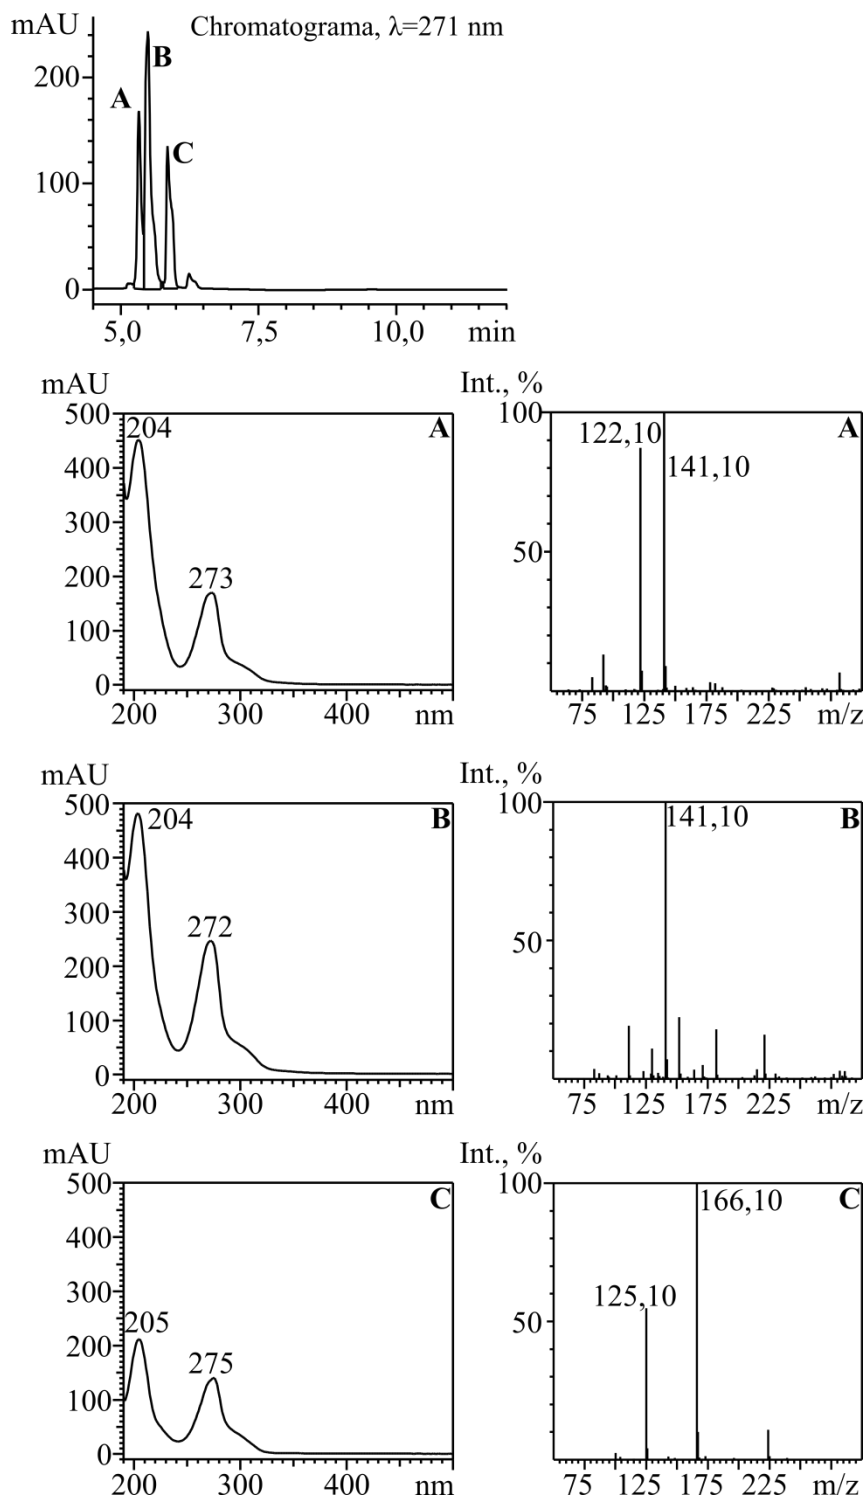 mAU
Chromatograma, λ=271 nm
B
200
A
C
100
0
5,0 7,5 10,0 min
mAU
500
204
A
400
300
273
200
100
0
200 300 400 nm
Int., %
100
A
122,10
141,10
50
75 125 175 225 m/z
mAU
500
204
B
400
300
272
200
100
0
200 300 400 nm
Int., %
100
141,10
B
50
75 125 175 225 m/z
mAU
500
C
400
300
205
275
200
100
0
200 300 400 nm
Int., %
100
166,10
C
125,10
50
75 125 175 225 m/z